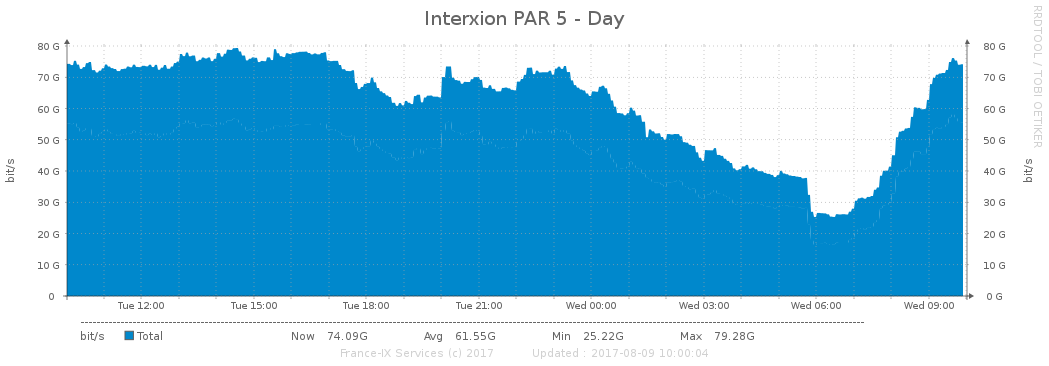 Interxion PAR 5 - Day
RRDTOOL / TOBI OETIKER
bit/s
80 G
70 G
60 G
50 G
40 G
30 G
20 G
10 G
0
80 G
70 G
60 G
50 G
40 G
30 G
20 G
10 G
0 G
bit/s
Tue 12:00 Tue 15:00 Tue 18:00 Tue 21:00 Wed 00:00 Wed 03:00 Wed 06:00 Wed 09:00
bit/s Total Now 74.09G Avg 61.55G Min 25.22G Max 79.28G
France-IX Services (c) 2017 Updated : 2017-08-09 10:00:04